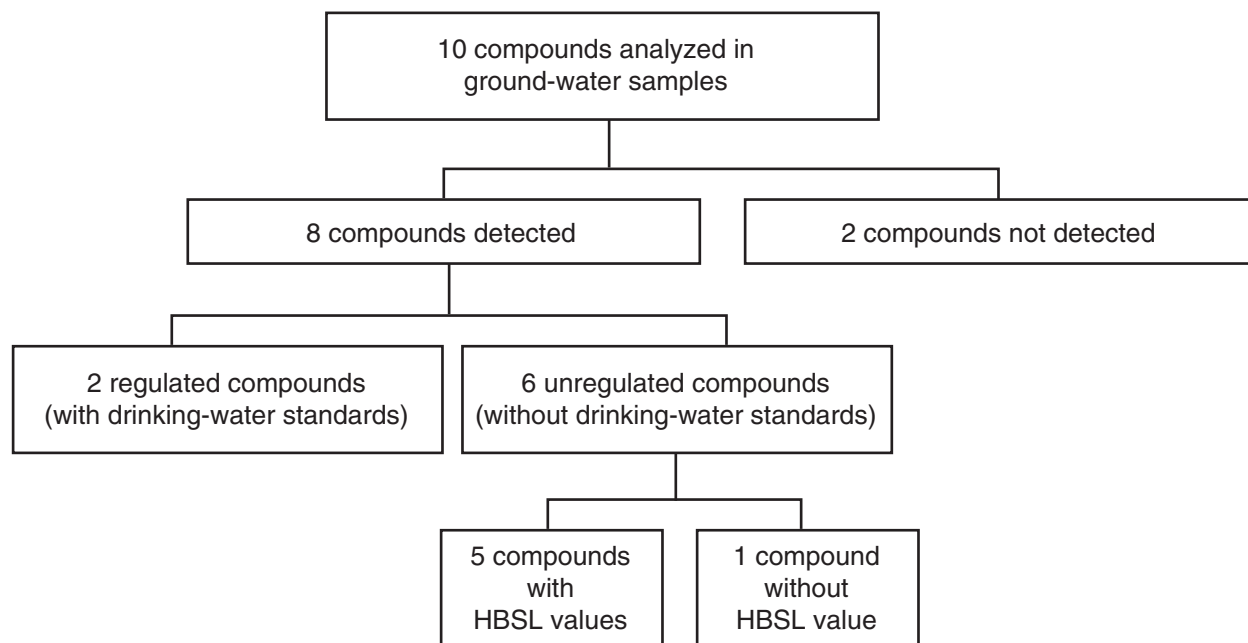 10 compounds analyzed in
ground-water samples
8 compounds detected
2 compounds not detected
2 regulated compounds
(with drinking-water standards)
6 unregulated compounds
(without drinking-water standards)
5 compounds
with
HBSL values
1 compound
without
HBSL value